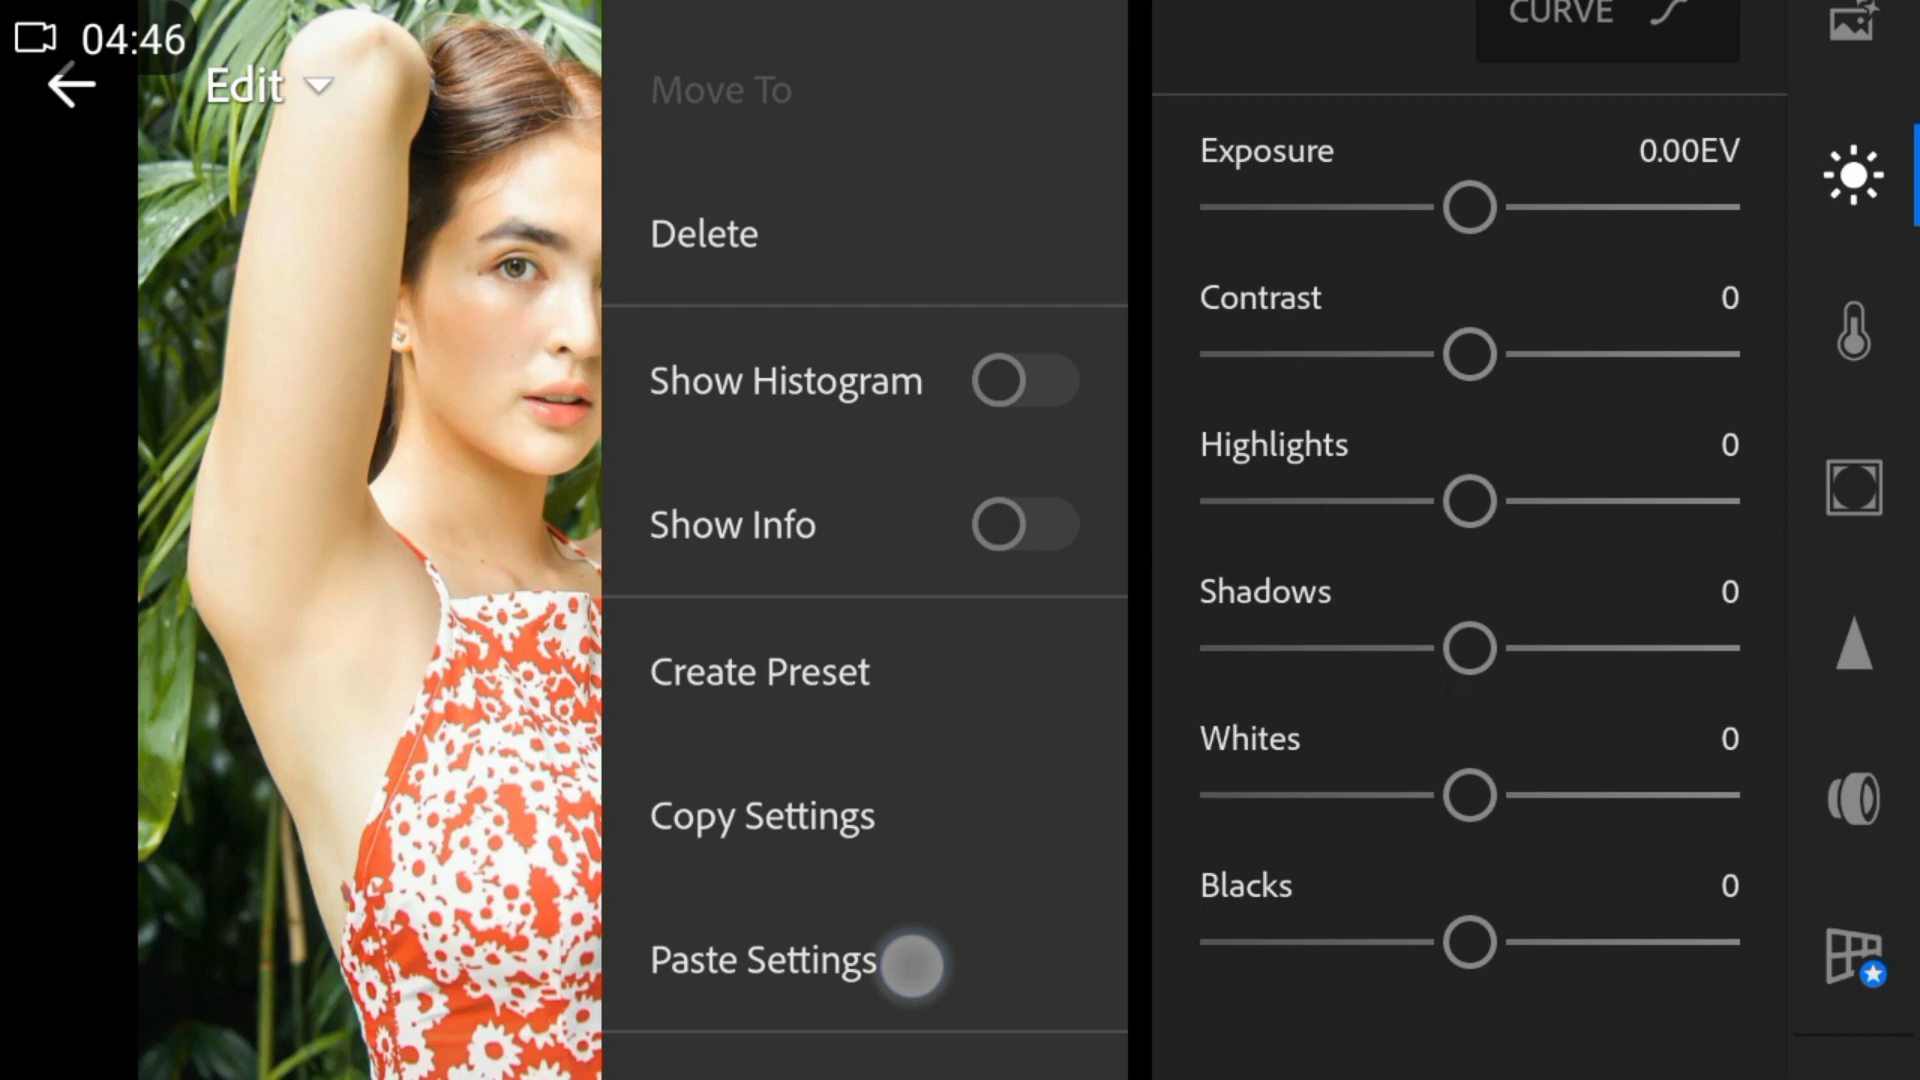 04:46
Edit
Move To
Delete
Show Histogram
Show Info
Create Preset
Copy Settings
Paste Settings
CURVE
Exposure 0.00EV
Contrast 0
Highlights 0
Shadows 0
Whites 0
Blacks 0